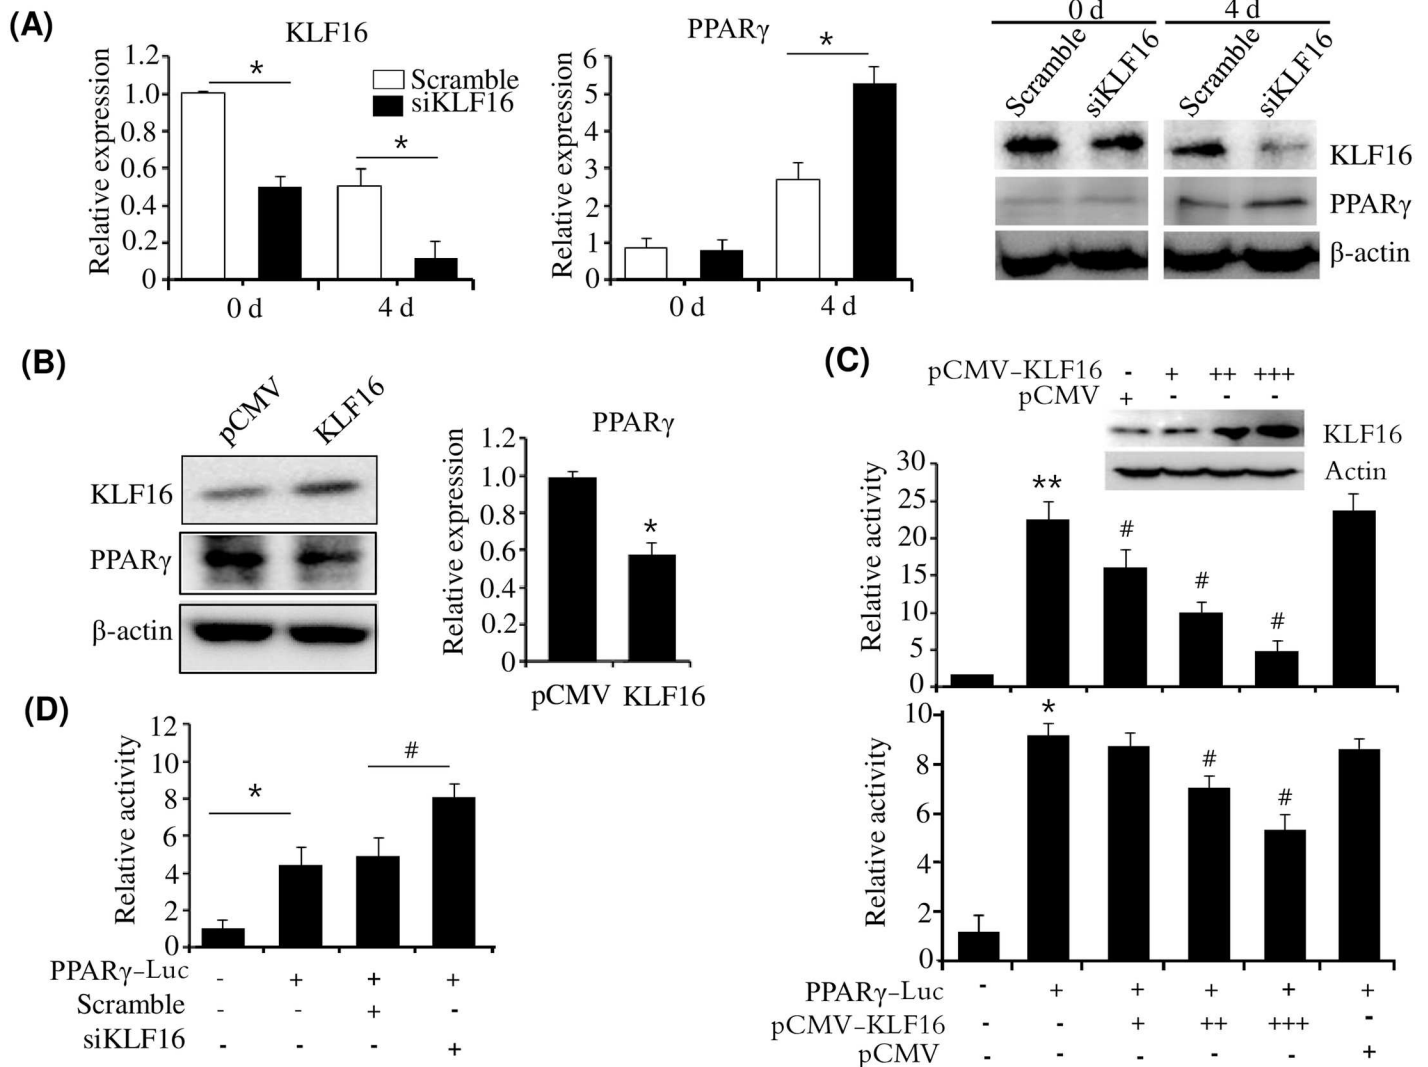 (A)
KLF16
Relative expression
1.2
1.0
0.8
0.6
0.4
0.2
0
*
*
Scramble
siKLF16
0 d
4 d
PPARγ
Relative expression
6
5
4
3
2
1
0
*
0 d
4 d
0 d
4 d
Scramble
siKLF16
Scramble
siKLF16
KLF16
PPARγ
β-actin
(B)
pCMV
KLF16
KLF16
PPARγ
β-actin
PPARγ
Relative expression
1.2
1.0
0.8
0.6
0.4
0.2
0
*
pCMV
KLF16
(C)
pCMV-KLF16 - + ++ +++
pCMV + - - -
KLF16
Actin
Relative activity
30
25
20
15
10
5
0
**
#
#
#
Relative activity
10
8
6
4
2
0
*
#
#
PPARγ-Luc - + + + + +
pCMV-KLF16 - - + ++ +++ -
pCMV - - - - - +
(D)
Relative activity
12
10
8
6
4
2
0
*
#
PPARγ-Luc - + + +
Scramble - - + -
siKLF16 - - - +